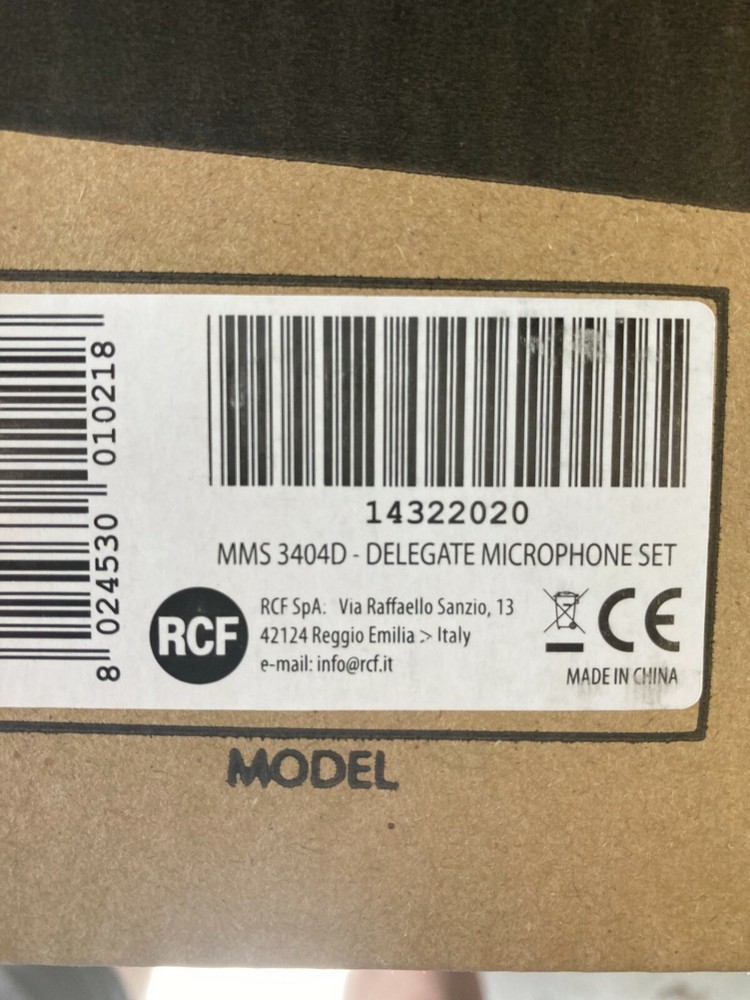 8 024530 010218
14322020
MMS 3404D - DELEGATE MICROPHONE SET
RCF
RCF SpA. Via Raffaello Sanzio, 13
42124 Reggio Emilia > Italy
e-mail: info@rcf.it
CE
MADE IN CHINA
MODEL